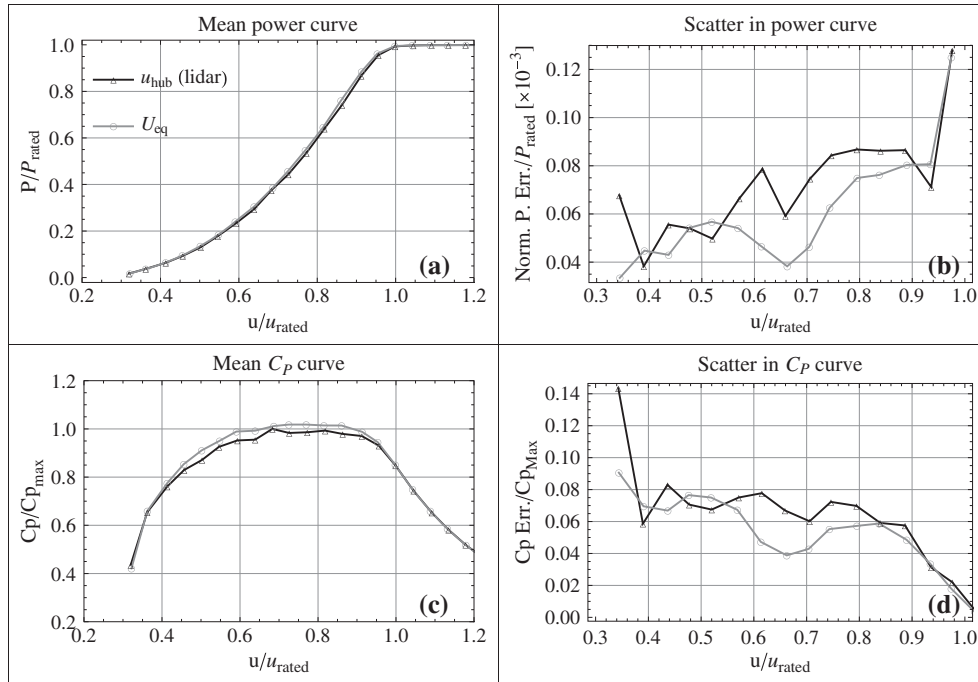 Mean power curve
1.0
0.8
0.6
0.4
0.2
0.0
P/P_rated
u_hub (lidar)
U_eq
(a)
0.2 0.4 0.6 0.8 1.0 1.2
u/u_rated
Scatter in power curve
0.12
0.10
0.08
0.06
0.04
Norm. P. Err./P_rated [×10⁻³]
(b)
0.3 0.4 0.5 0.6 0.7 0.8 0.9 1.0
u/u_rated
Mean C_P curve
1.2
1.0
0.8
0.6
0.4
0.2
Cp/Cp_max
(c)
0.2 0.4 0.6 0.8 1.0 1.2
u/u_rated
Scatter in C_P curve
0.14
0.12
0.10
0.08
0.06
0.04
0.02
0.00
Cp Err./Cp_Max
(d)
0.3 0.4 0.5 0.6 0.7 0.8 0.9 1.0
u/u_rated